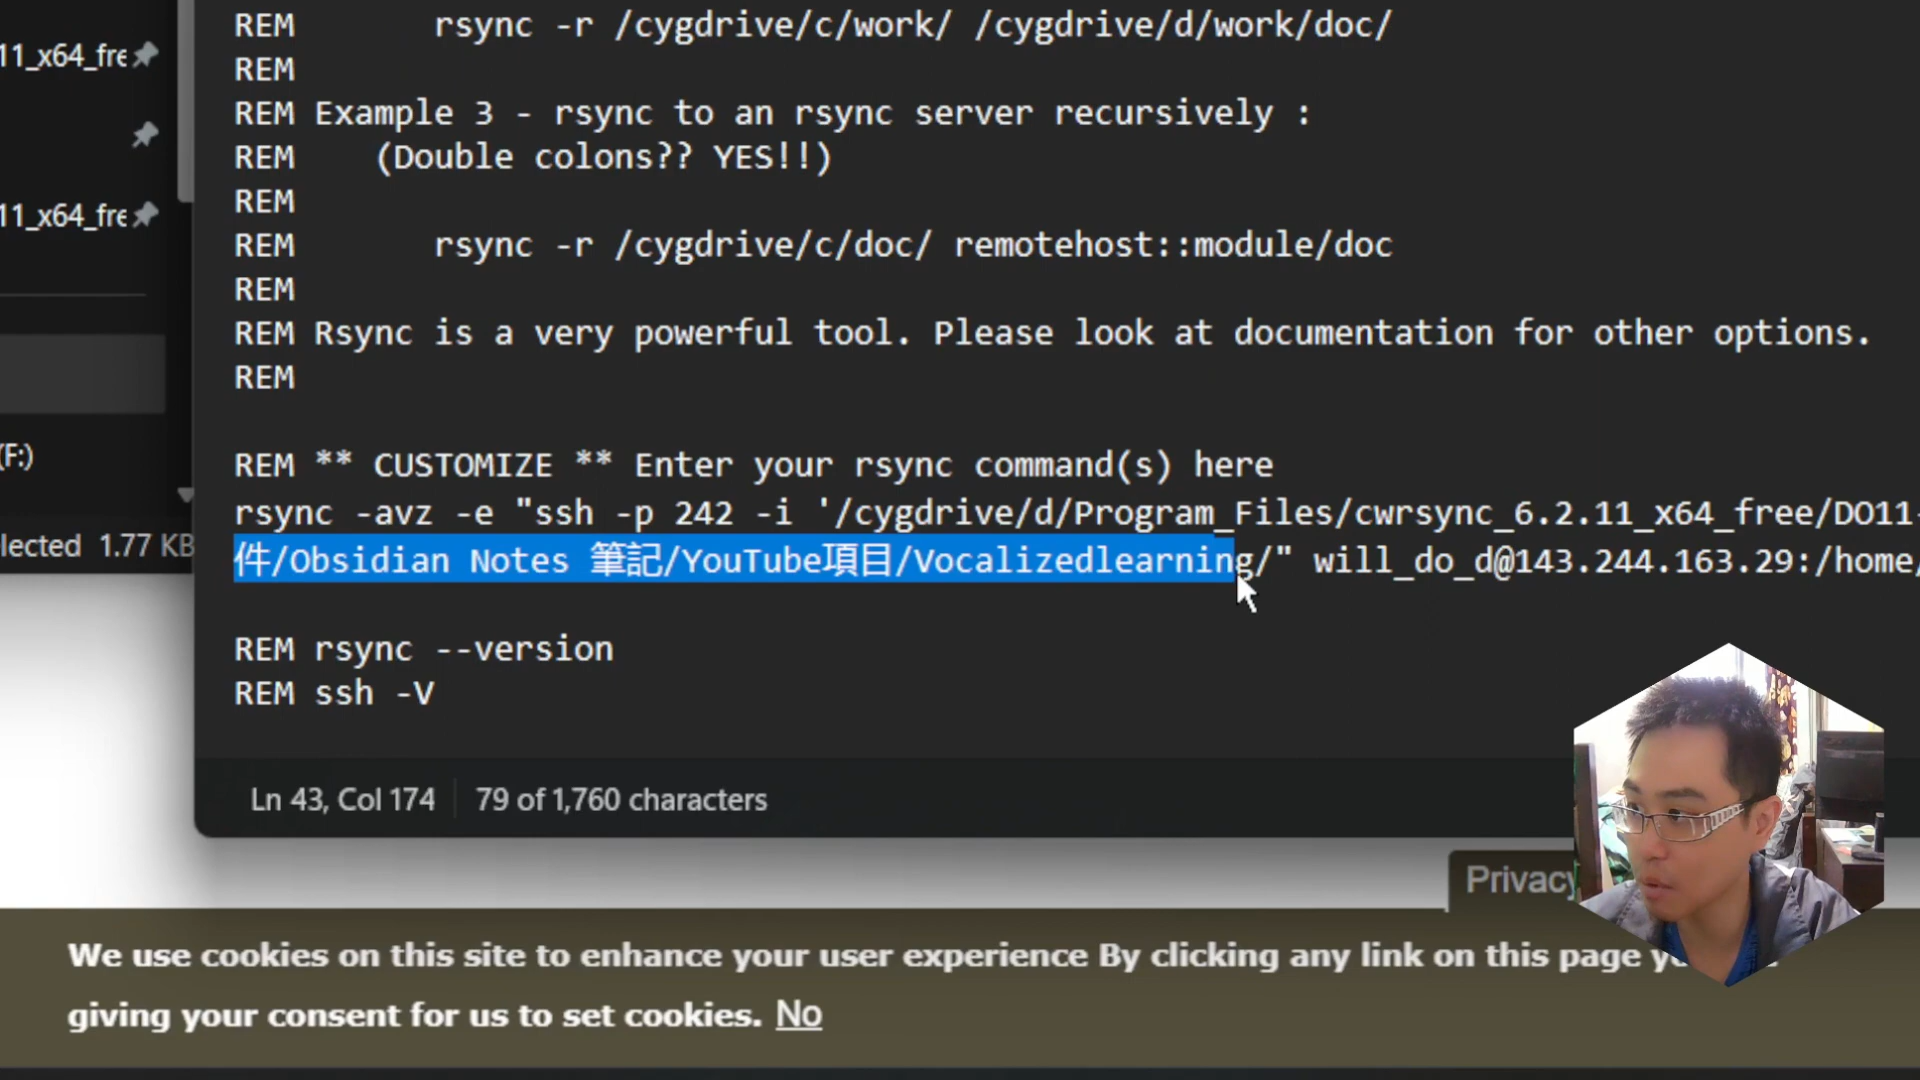 REM       rsync -r /cygdrive/c/work/ /cygdrive/d/work/doc/
11_x64_fre
REM
REM Example 3 - rsync to an rsync server recursively :
REM    (Double colons?? YES!!)
REM
11_x64_fre
REM       rsync -r /cygdrive/c/doc/ remotehost::module/doc
REM
REM Rsync is a very powerful tool. Please look at documentation for other options.
REM
(F:)
REM ** CUSTOMIZE ** Enter your rsync command(s) here
rsync -avz -e "ssh -p 242 -i '/cygdrive/d/Program_Files/cwrsync_6.2.11_x64_free/DO11
lected 1.77 KB
件/Obsidian Notes 筆記/YouTube項目/Vocalizedlearning/" will_do_d@143.244.163.29:/home/
REM rsync --version
REM ssh -V
Ln 43, Col 174
79 of 1,760 characters
Privacy
We use cookies on this site to enhance your user experience By clicking any link on this page
giving your consent for us to set cookies. No